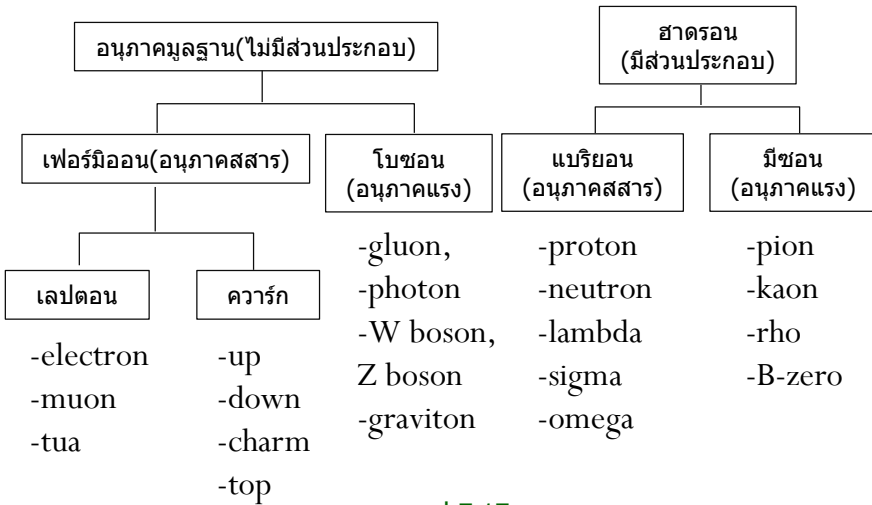 อนุภาคมูลฐาน(ไม่มีส่วนประกอบ)
ฮาดรอน
(มีส่วนประกอบ)
เฟอร์มิออน(อนุภาคสสาร)
โบซอน
(อนุภาคแรง)
แบริยอน
(อนุภาคสสาร)
มีซอน
(อนุภาคแรง)
เลปตอน
ควาร์ก
-electron
-muon
-tua
-up
-down
-charm
-top
-gluon,
-photon
-W boson,
Z boson
-graviton
-proton
-neutron
-lambda
-sigma
-omega
-pion
-kaon
-rho
-B-zero